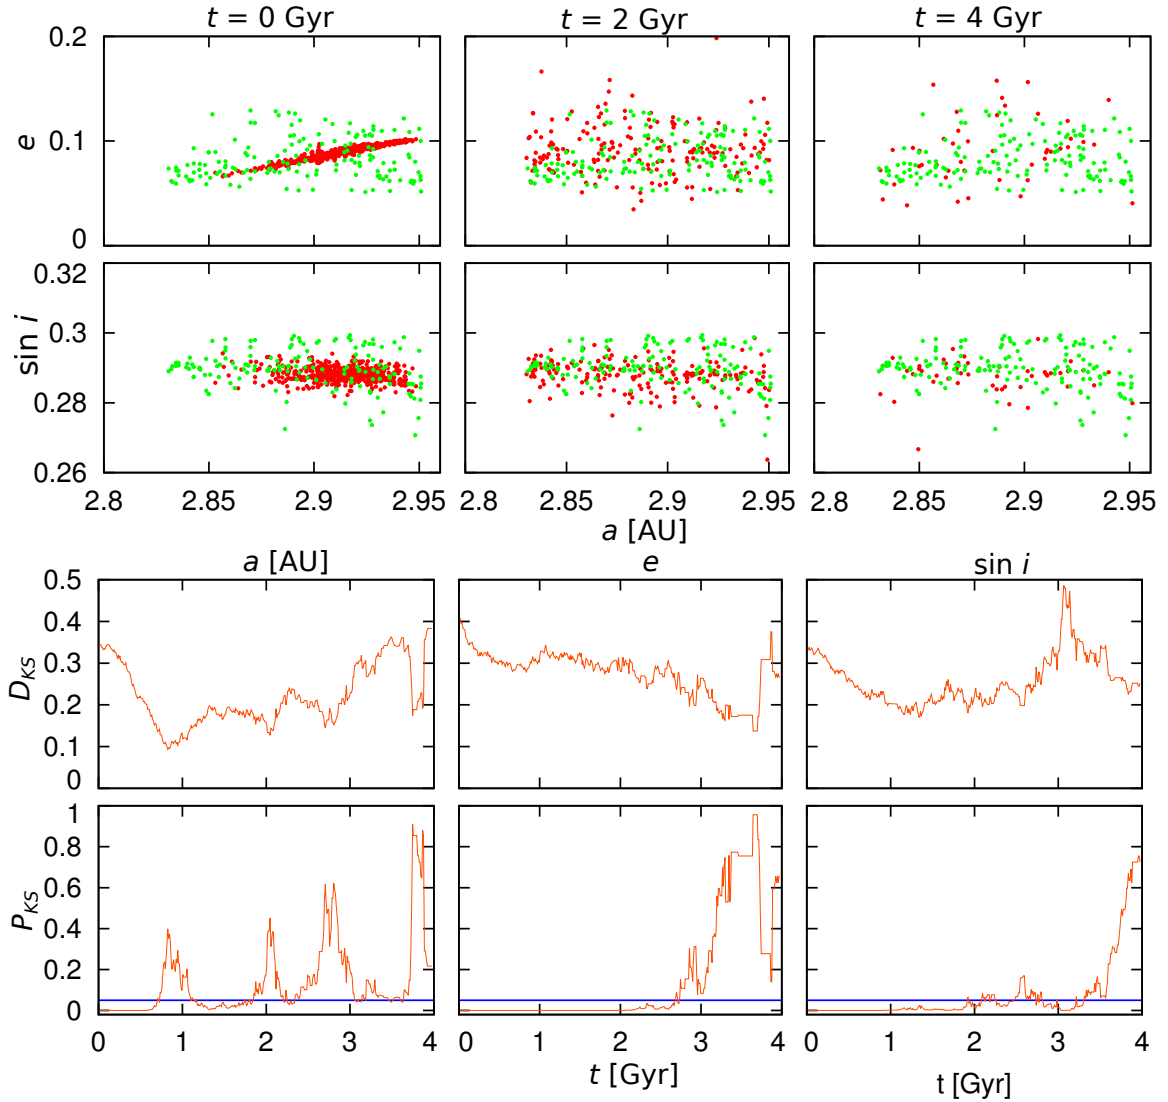 t = 0 Gyr t = 2 Gyr t = 4 Gyr
0.2
e
0.1
0
0.32
sin i
0.3
0.28
0.26
2.8 2.85 2.9 2.95 2.8 2.85 2.9 2.95 2.8 2.85 2.9 2.95
a [AU]
a [AU] e sin i
0.5
0.4
D_KS
0.3
0.2
0.1
0
1
0.8
P_KS
0.6
0.4
0.2
0
0 1 2 3 4 0 1 2 3 4 0 1 2 3 4
t [Gyr] t [Gyr]